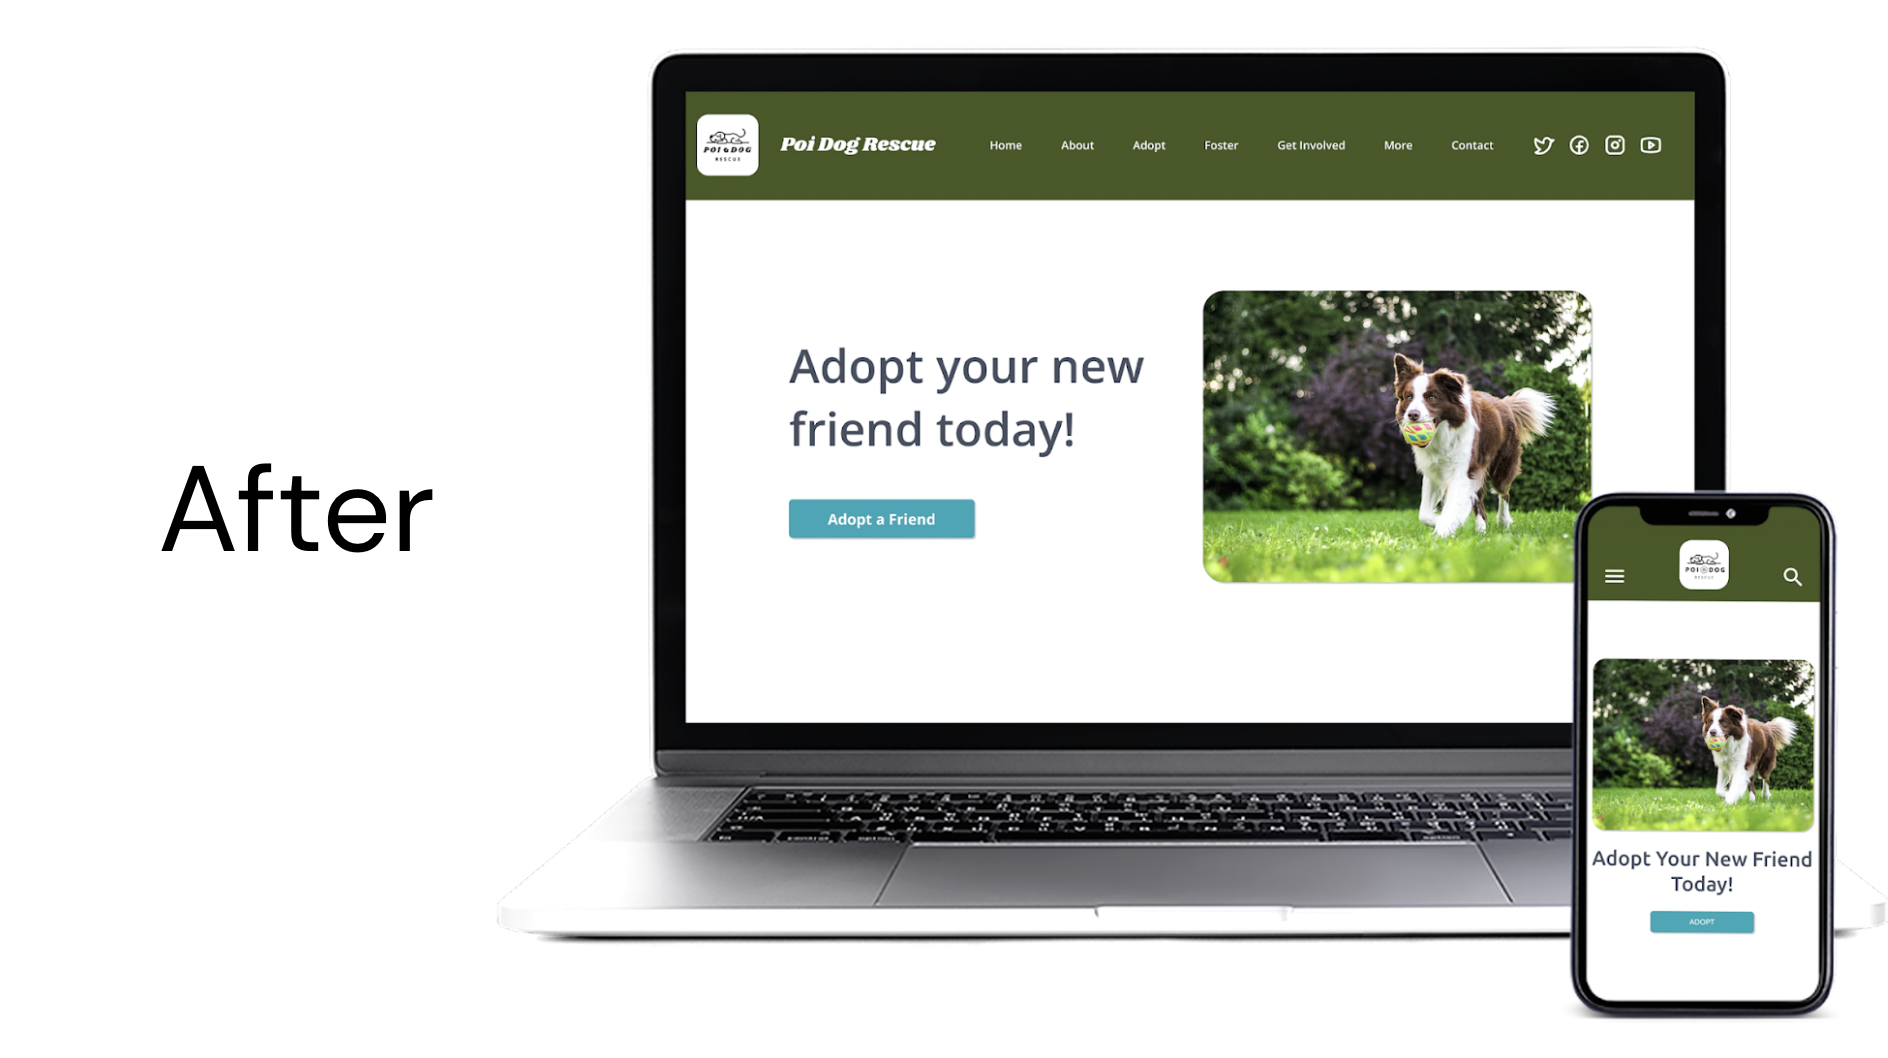 After
POI DOG
RESCUE
Poi Dog Rescue
Home
About
Adopt
Foster
Get Involved
More
Contact
Adopt your new
friend today!
Adopt a Friend
POI DOG
RESCUE
Adopt Your New Friend
Today!
ADOPT